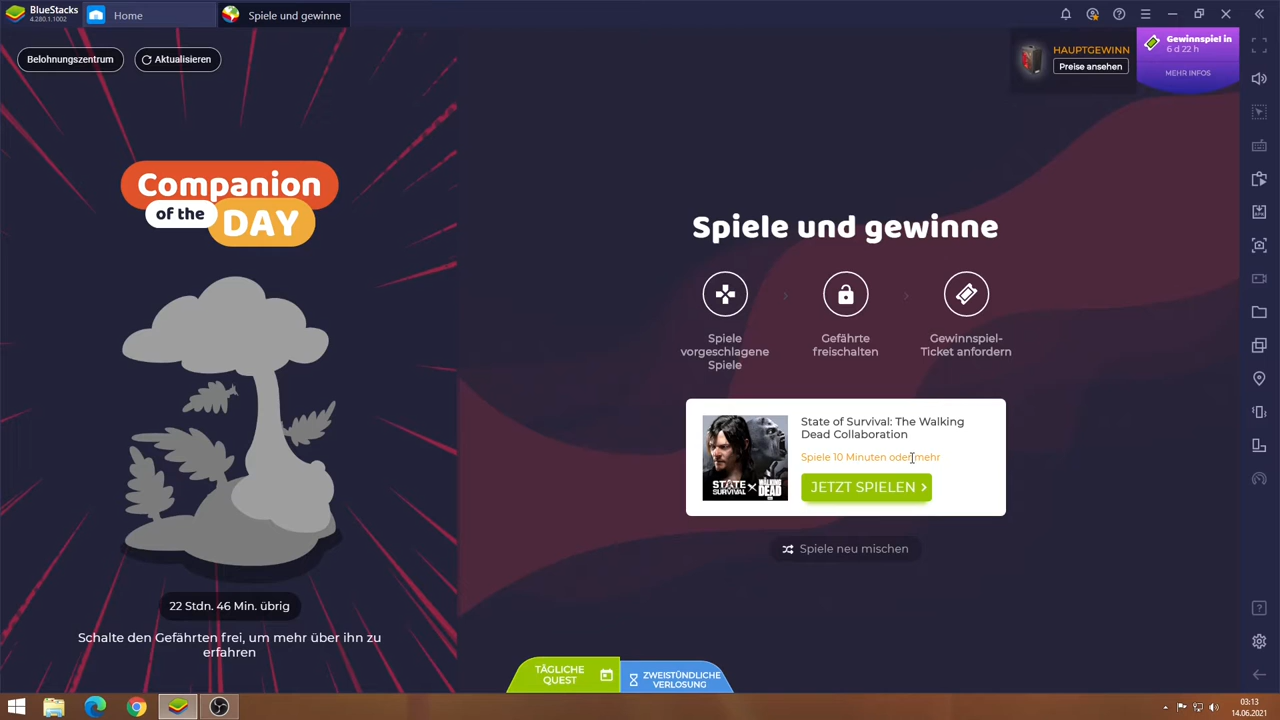 BlueStacks
4.280.1.1002
Home
Spiele und gewinne
Belohnungszentrum
Aktualisieren
HAUPTGEWINN
Preise ansehen
Gewinnspiel in
6 d 22 h
MEHR INFOS
Companion
of the DAY
Spiele und gewinne
Spiele
vorgeschlagene
Spiele
Gefährte
freischalten
Gewinnspiel-
Ticket anfordern
STATE OF
SURVIVAL
THE
WALKING
DEAD
State of Survival: The Walking
Dead Collaboration
Spiele 10 Minuten oder mehr
JETZT SPIELEN
Spiele neu mischen
22 Stdn. 46 Min. übrig
Schalte den Gefährten frei, um mehr über ihn zu
erfahren
TÄGLICHE
QUEST
ZWEISTÜNDLICHE
VERLOSUNG
03:13
14.06.2021